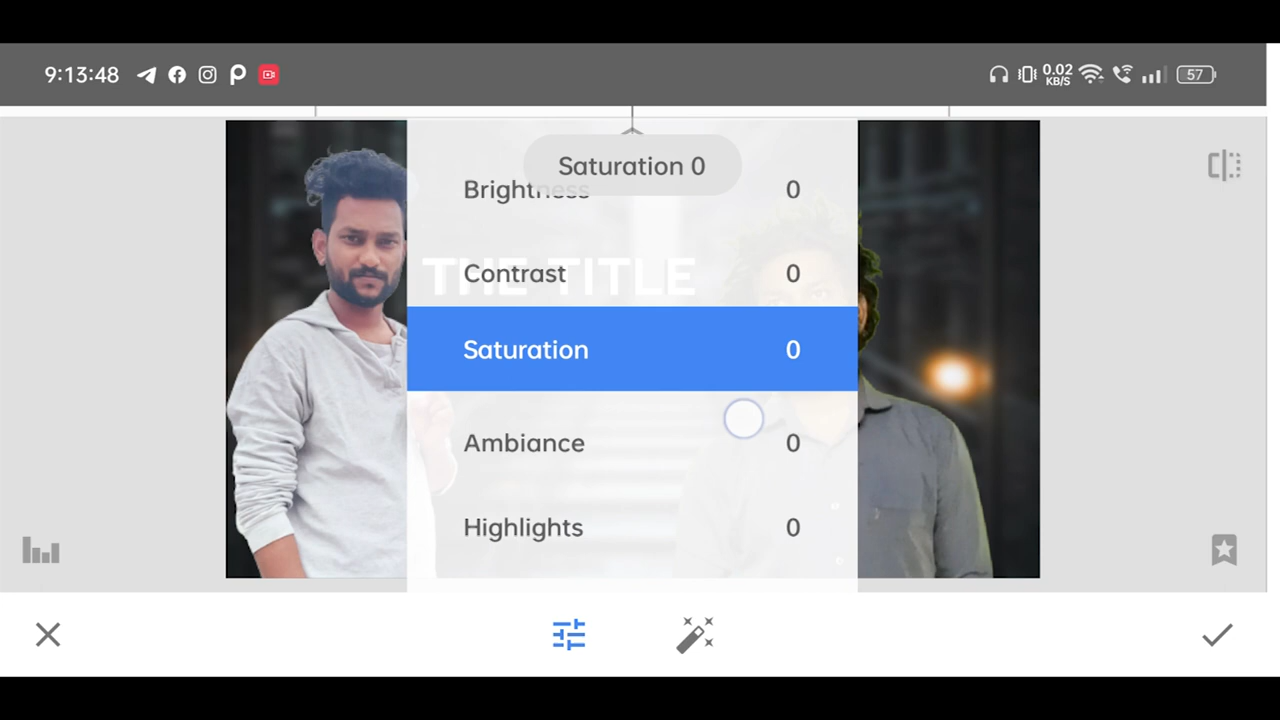 9:13:48
0.02
KB/S
57
Saturation 0
Brightness 0
Contrast 0
THE TITLE
Saturation 0
Ambiance 0
Highlights 0